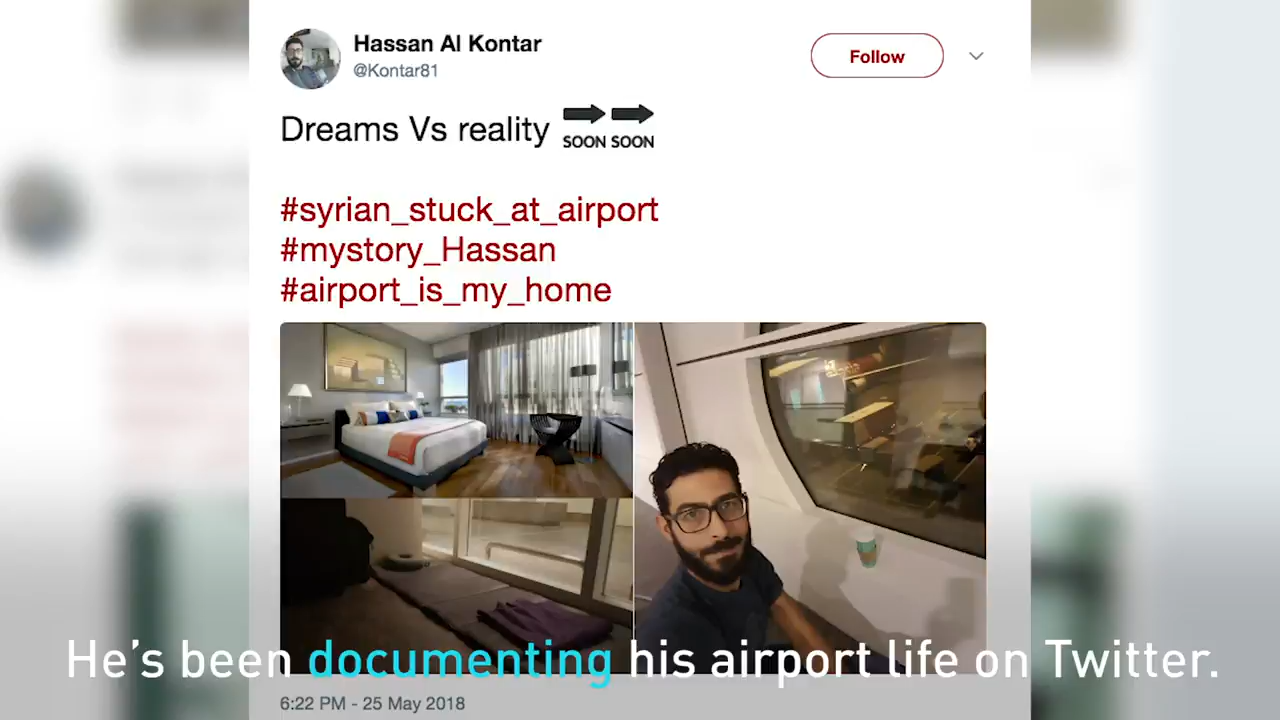 Hassan Al Kontar
@Kontar81
Follow
Dreams Vs reality
SOON SOON
#syrian_stuck_at_airport
#mystory_Hassan
#airport_is_my_home
He's been documenting his airport life on Twitter.
6:22 PM - 25 May 2018